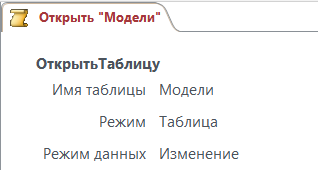 Открыть "Модели"
ОткрытьТаблицу
Имя таблицы Модели
Режим Таблица
Режим данных Изменение